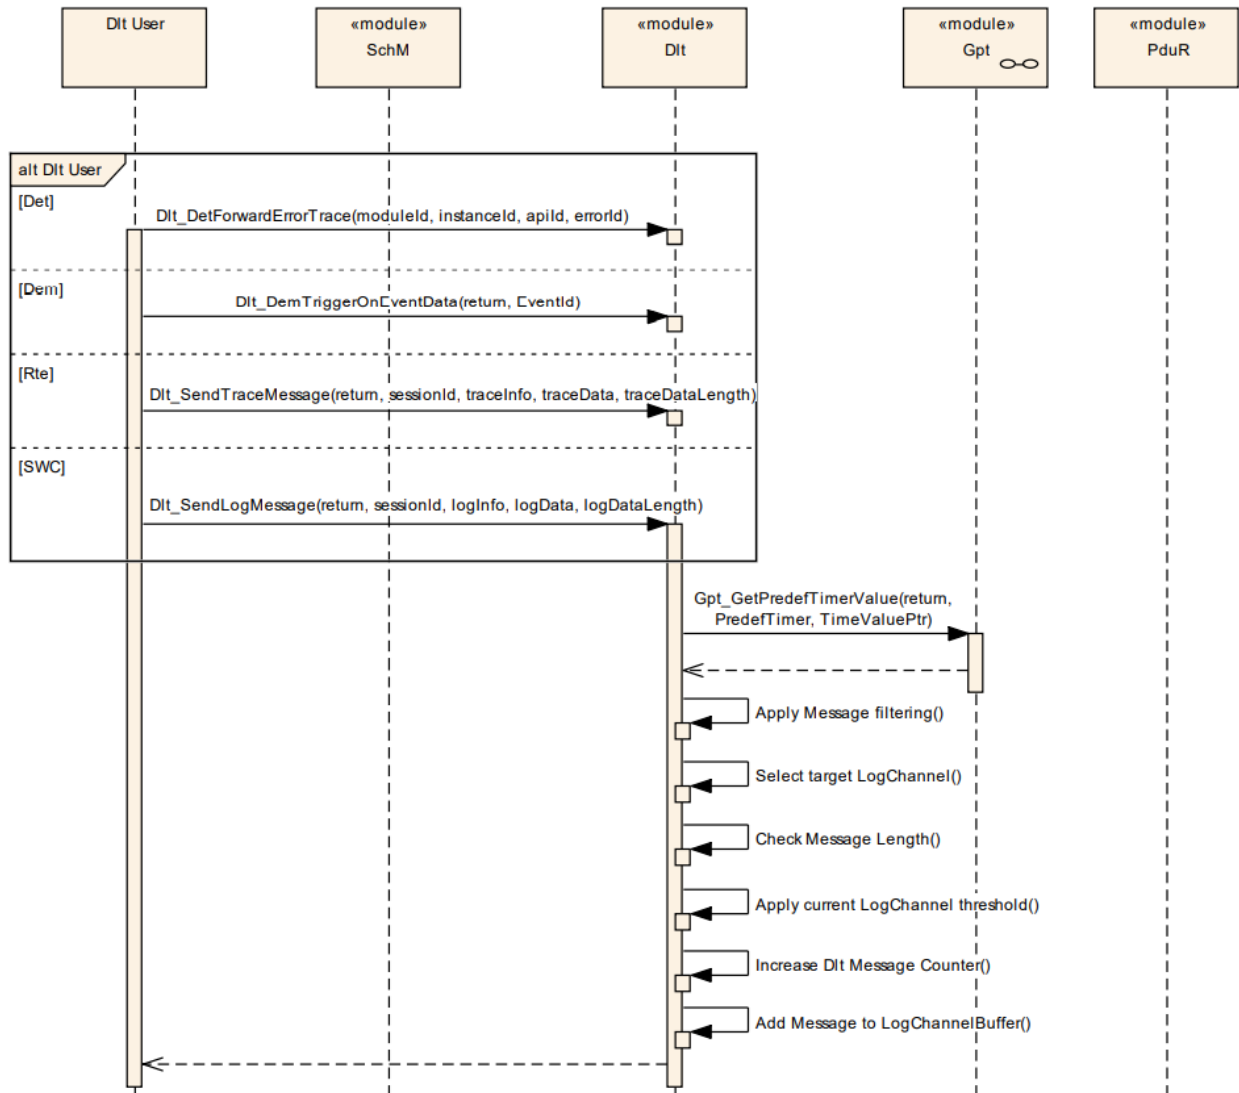 Dlt User
«module»
SchM
«module»
Dlt
«module»
Gpt
«module»
PduR
alt Dlt User
[Det]
Dlt_DetForwardErrorTrace(moduleId, instanceId, apiId, errorId)
[Dem]
Dlt_DemTriggerOnEventData(return, EventId)
[Rte]
Dlt_SendTraceMessage(return, sessionId, traceInfo, traceData, traceDataLength)
[SWC]
Dlt_SendLogMessage(return, sessionId, logInfo, logData, logDataLength)
Gpt_GetPredefTimerValue(return,
PredefTimer, TimeValuePtr)
Apply Message filtering()
Select target LogChannel()
Check Message Length()
Apply current LogChannel threshold()
Increase Dlt Message Counter()
Add Message to LogChannelBuffer()